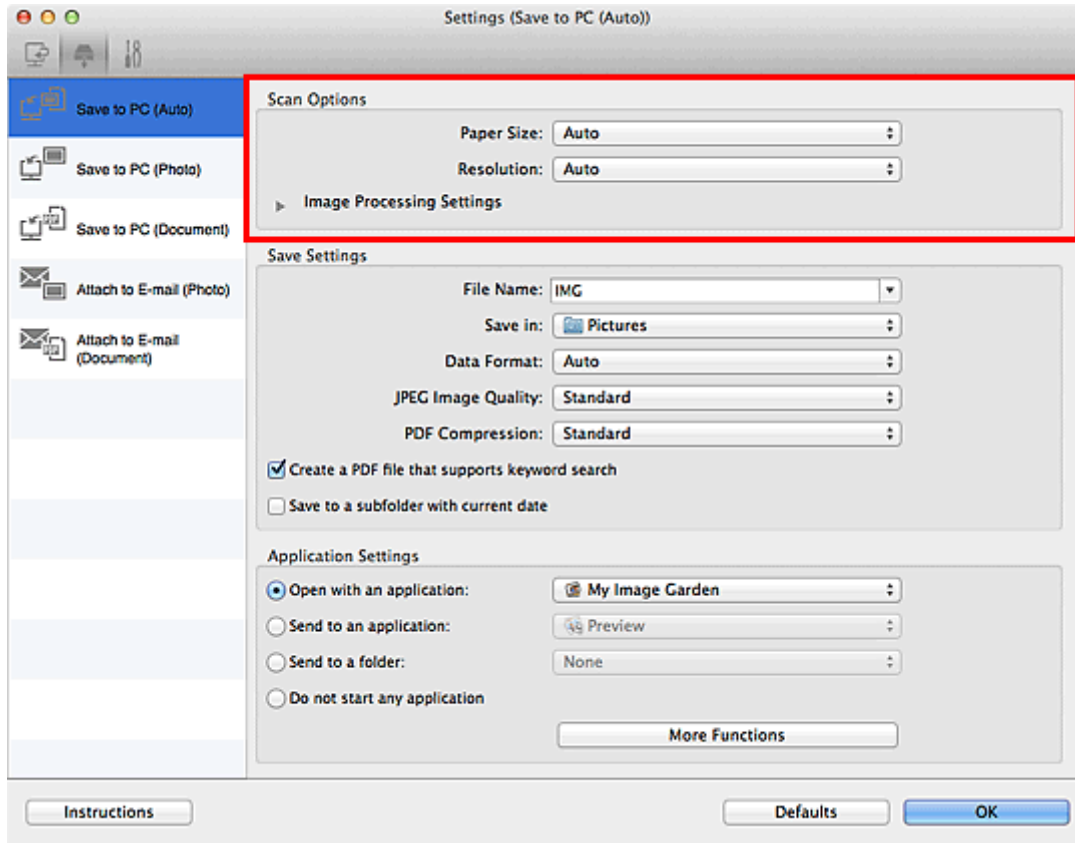 Settings (Save to PC (Auto))
Save to PC (Auto)
Save to PC (Photo)
Save to PC (Document)
Attach to E-mail (Photo)
Attach to E-mail
(Document)
Scan Options
Paper Size: Auto
Resolution: Auto
Image Processing Settings
Save Settings
File Name: IMG
Save in: Pictures
Data Format: Auto
JPEG Image Quality: Standard
PDF Compression: Standard
Create a PDF file that supports keyword search
Save to a subfolder with current date
Application Settings
Open with an application: My Image Garden
Send to an application: Preview
Send to a folder: None
Do not start any application
More Functions
Instructions
Defaults
OK